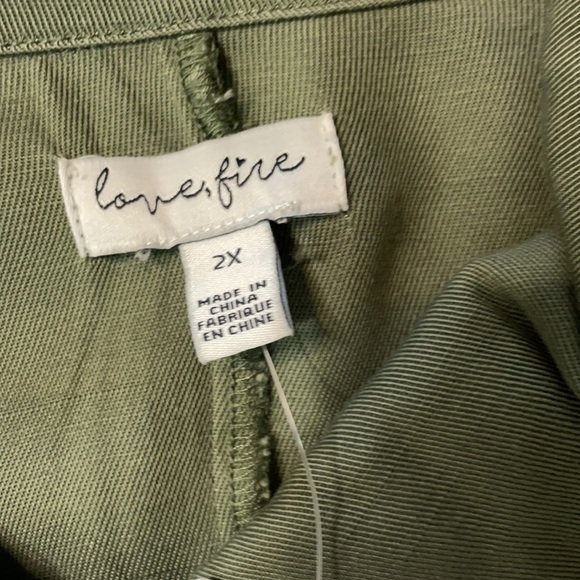 love, fire
2X
MADE IN
CHINA
FABRIQUE
EN CHINE